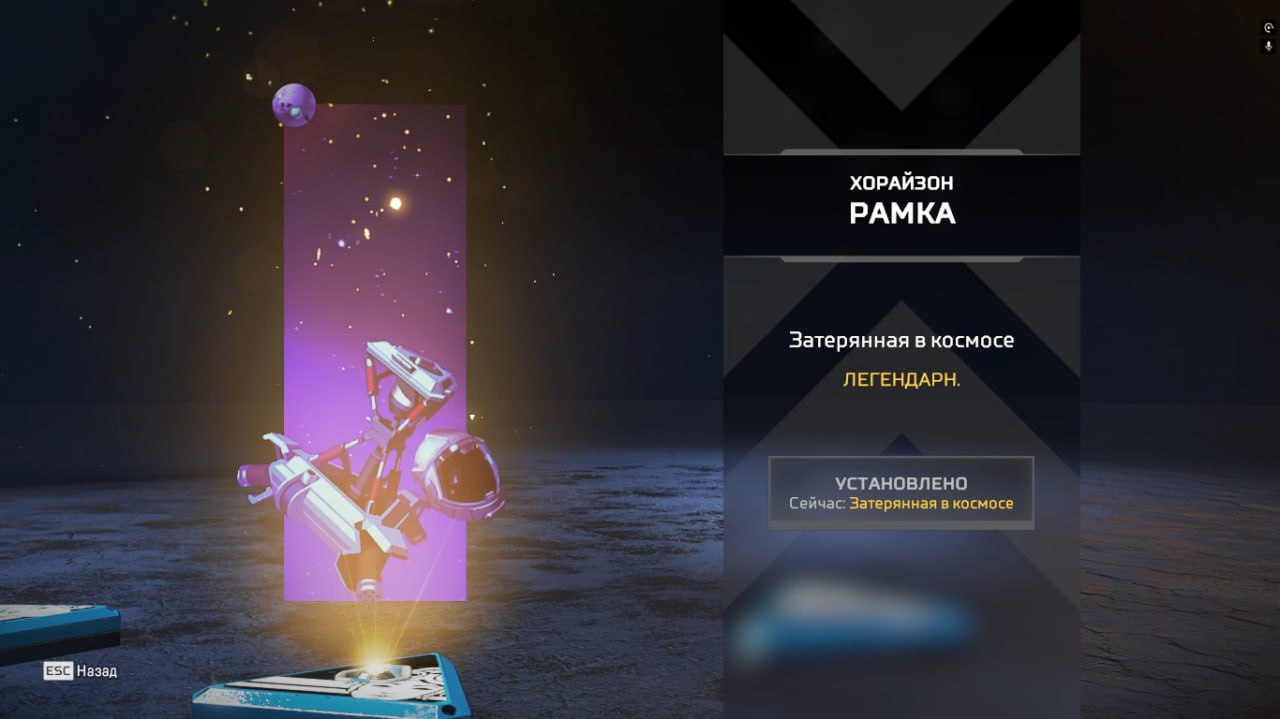 ХОРАЙЗОН
РАМКА
Затерянная в космосе
ЛЕГЕНДАРН.
УСТАНОВЛЕНО
Сейчас: Затерянная в космосе
ESC Назад